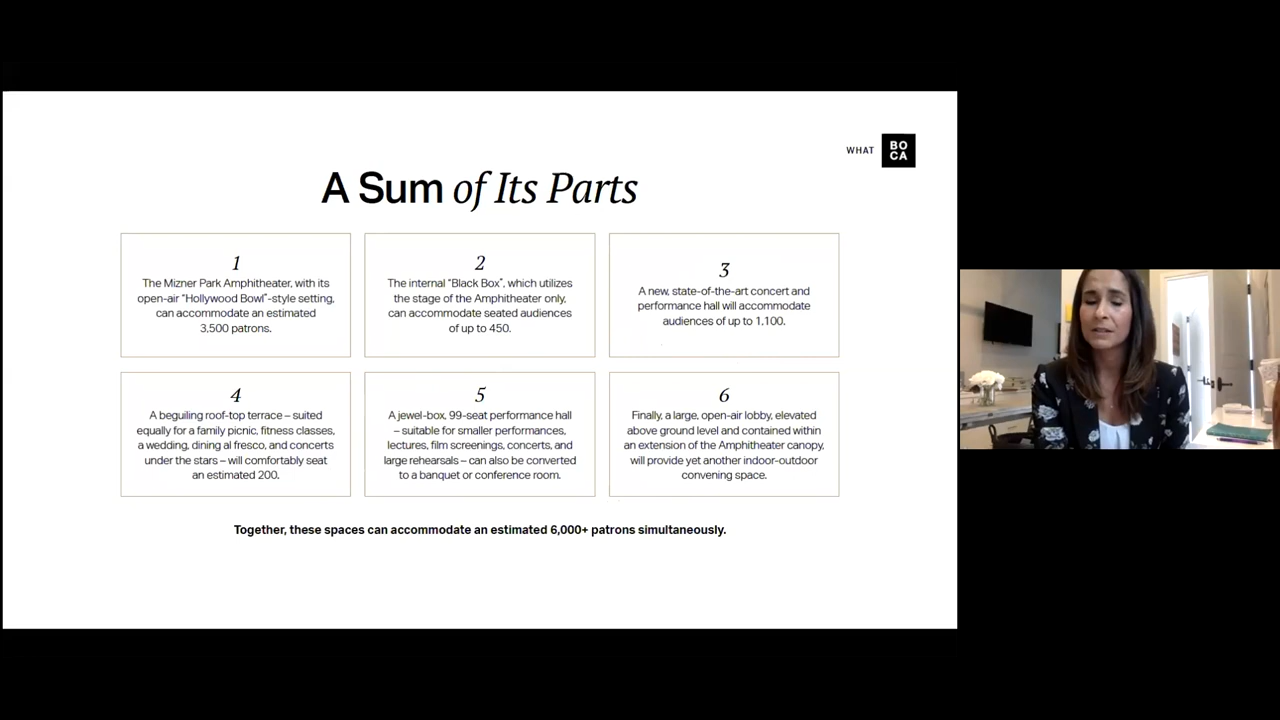 WHAT
BO
CA
A Sum of Its Parts
1
The Mizner Park Amphitheater, with its
open-air "Hollywood Bowl"-style setting,
can accommodate an estimated
3,500 patrons.
2
The internal "Black Box", which utilizes
the stage of the Amphitheater only,
can accommodate seated audiences
of up to 450.
3
A new, state-of-the-art concert and
performance hall will accommodate
audiences of up to 1,100.
4
A beguiling roof-top terrace – suited
equally for a family picnic, fitness classes,
a wedding, dining al fresco, and concerts
under the stars – will comfortably seat
an estimated 200.
5
A jewel-box, 99-seat performance hall
– suitable for smaller performances,
lectures, film screenings, concerts, and
large rehearsals – can also be converted
to a banquet or conference room.
6
Finally, a large, open-air lobby, elevated
above ground level and contained within
an extension of the Amphitheater canopy,
will provide yet another indoor-outdoor
convening space.
Together, these spaces can accommodate an estimated 6,000+ patrons simultaneously.